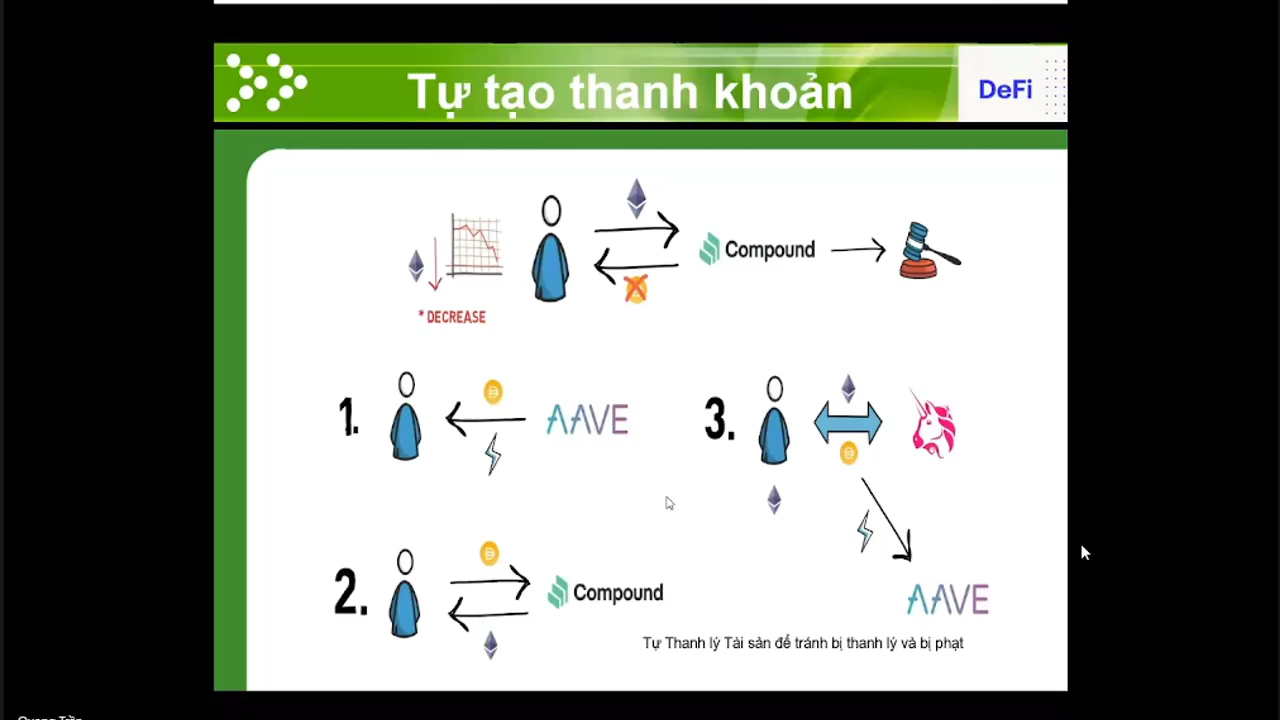 Tự tạo thanh khoản
DeFi
Compound
* DECREASE
1.
AAVE
3.
2.
Compound
AAVE
Tự Thanh lý Tài sản để tránh bị thanh lý và bị phạt